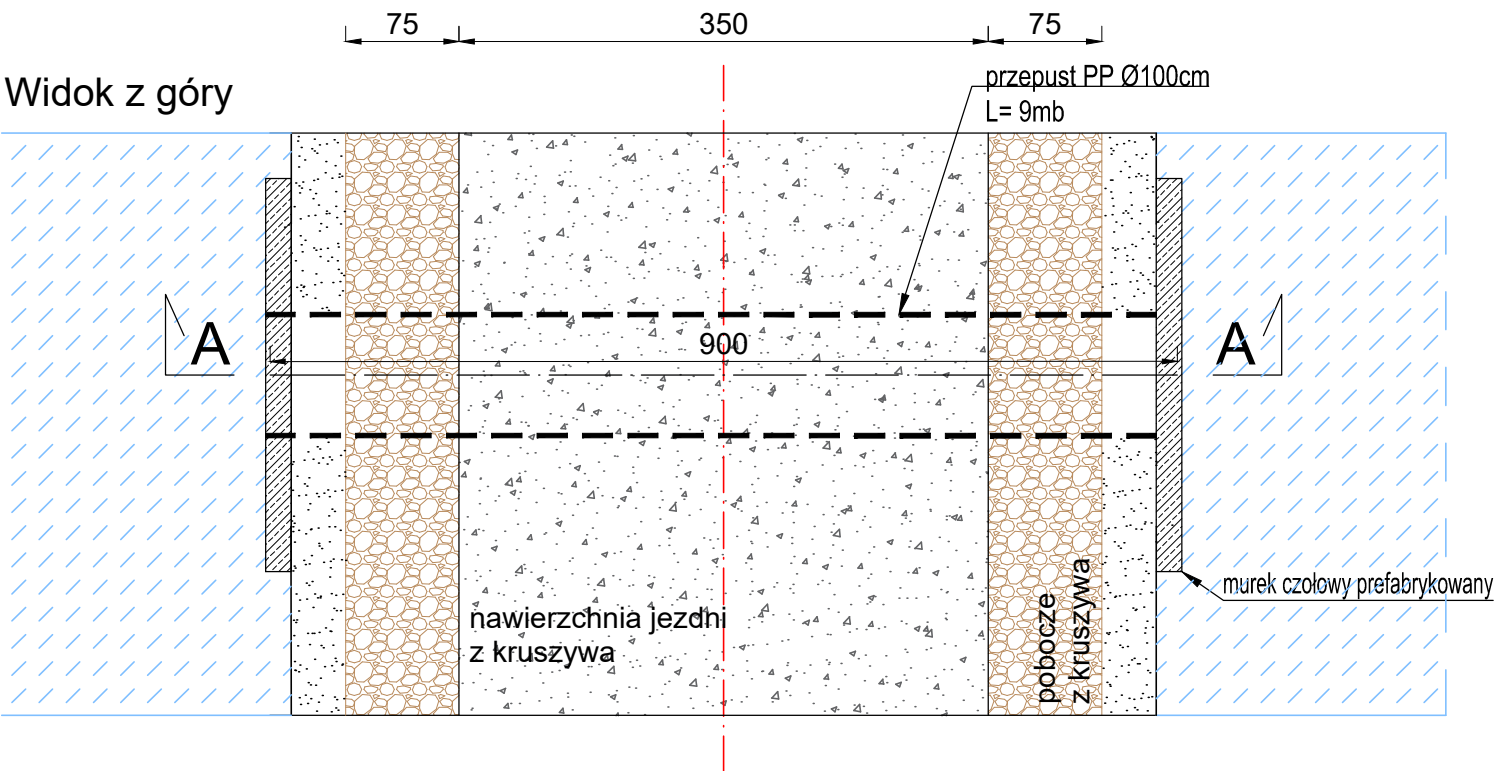 75
350
75
Widok z góry
przepust PP Ø100cm
L= 9mb
A
900
A
murek czołowy prefabrykowany
nawierzchnia jezdni
z kruszywa
pobocze
z kruszywa